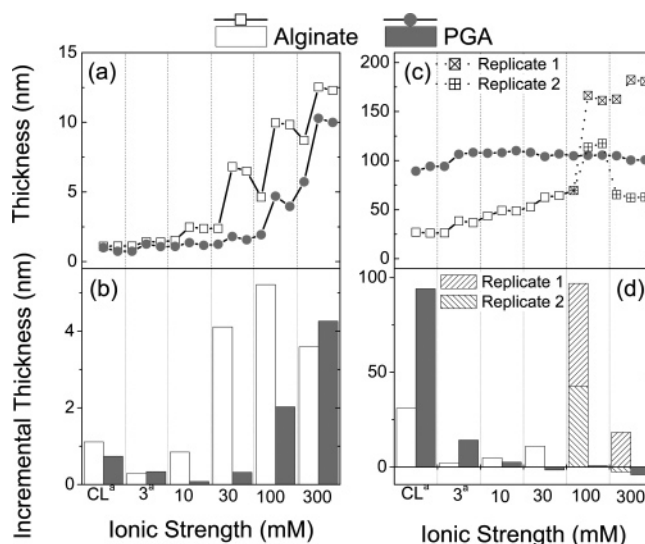 Alginate PGA
(a)
Thickness (nm)
15
10
5
0
(c)
Replicate 1
Replicate 2
200
150
100
50
0
(b)
Incremental Thickness (nm)
4
2
0
CLᵃ 3ᵃ 10 30 100 300
Ionic Strength (mM)
(d)
Replicate 1
Replicate 2
100
50
0
CLᵃ 3ᵃ 10 30 100 300
Ionic Strength (mM)